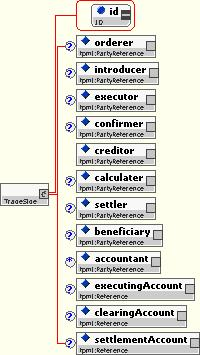 id
ID
orderer
fpml:PartyReference
introducer
fpml:PartyReference
executor
fpml:PartyReference
confirmer
fpml:PartyReference
creditor
fpml:PartyReference
calculater
fpml:PartyReference
settler
fpml:PartyReference
TradeSide
beneficiary
fpml:PartyReference
accountant
fpml:PartyReference
executingAccount
fpml:Reference
clearingAccount
fpml:Reference
settlementAccount
fpml:Reference